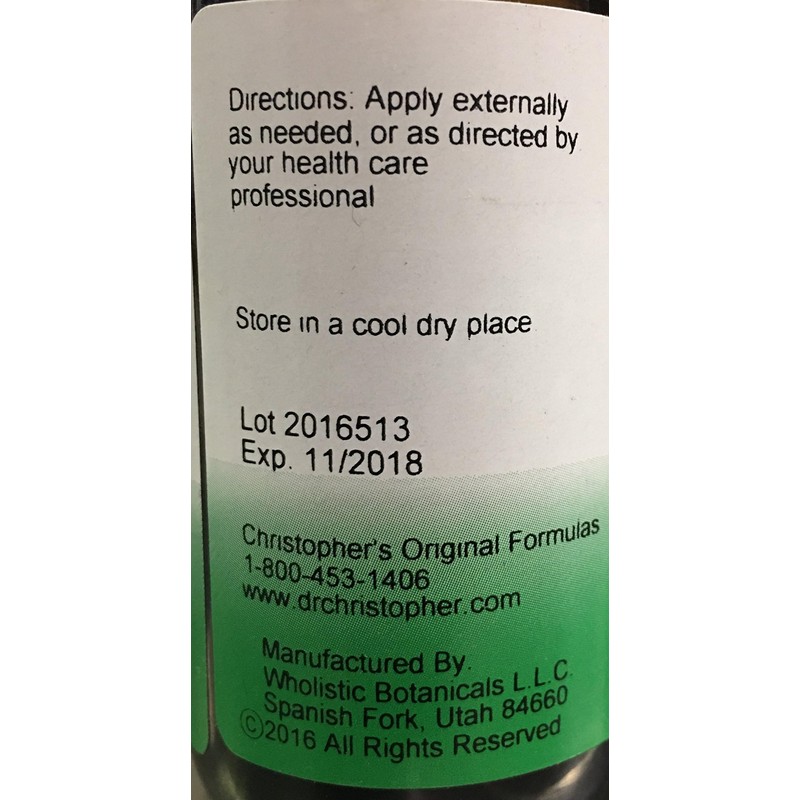 Directions: Apply externally
as needed, or as directed by
your health care
professional
Store in a cool dry place
Lot 2016513
Exp. 11/2018
Christopher's Original Formulas
1-800-453-1406
www.drchristopher.com
Manufactured By.
Wholistic Botanicals L.L.C.
Spanish Fork, Utah 84660
©2016 All Rights Reserved